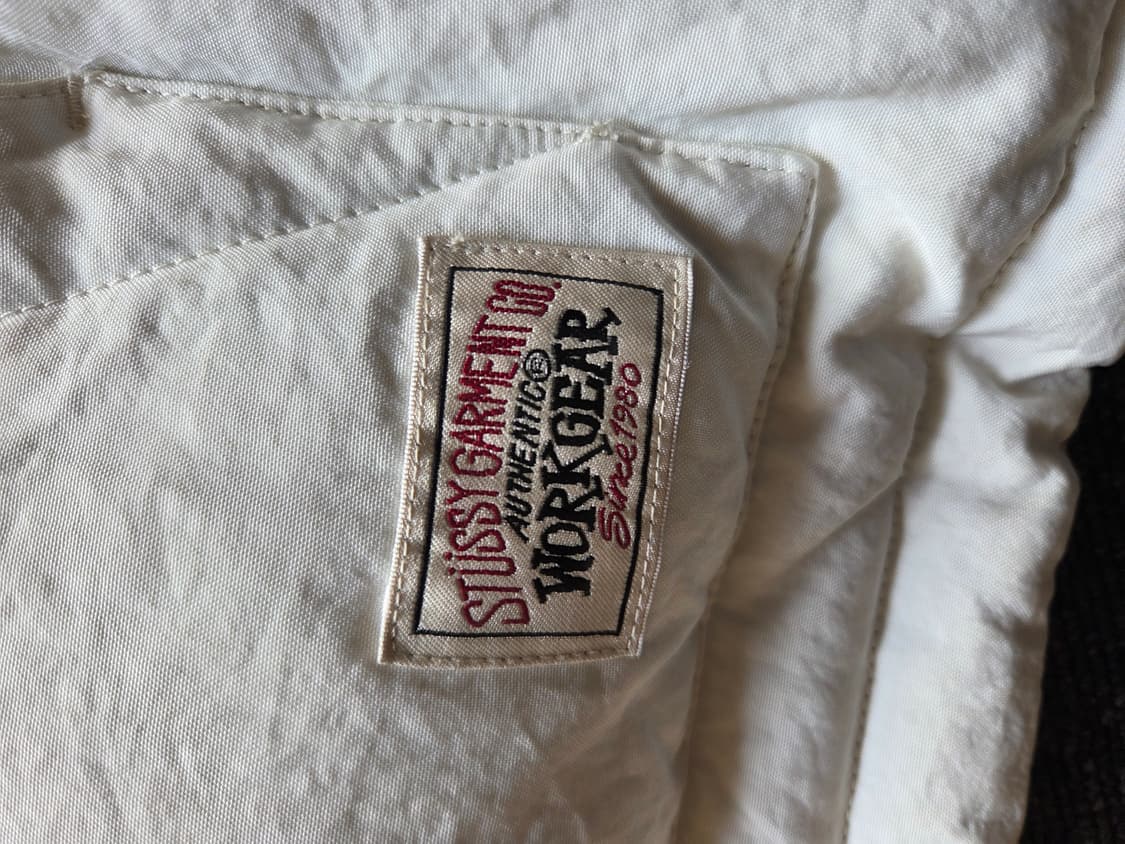 STÜSSY GARMENT CO.
AUTHENTIC®
WORKGEAR
Since 1980